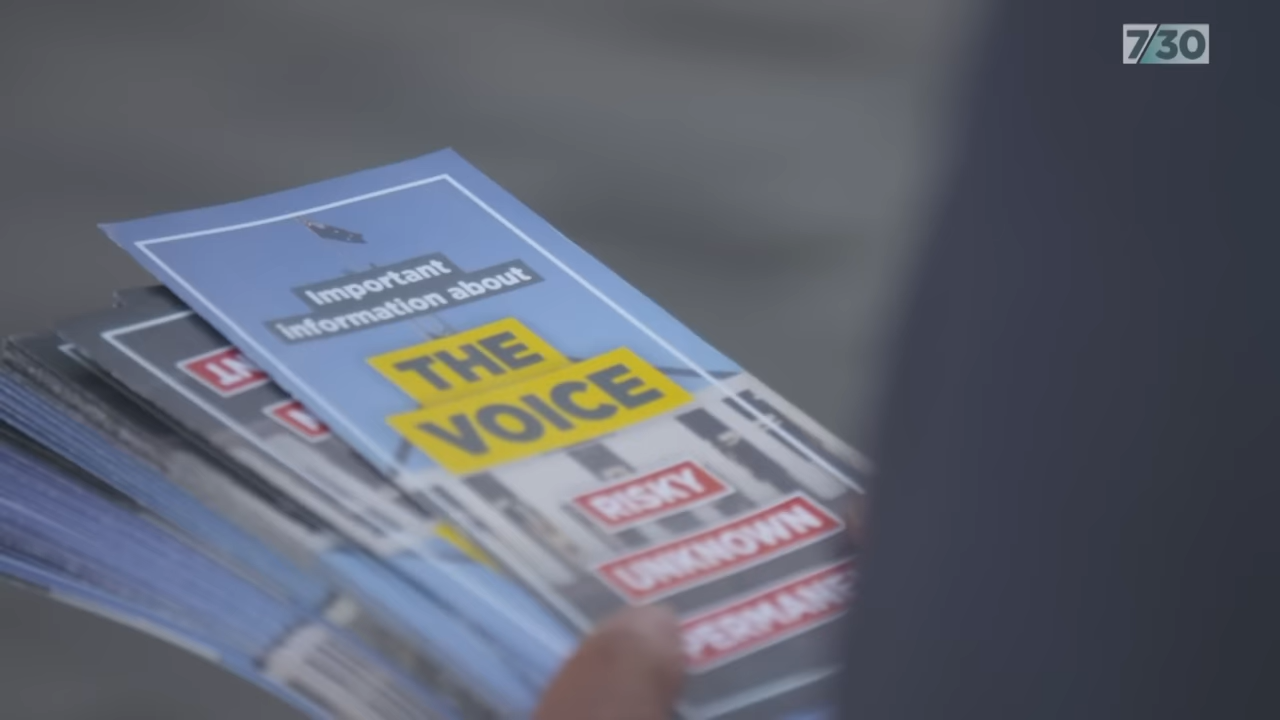 7/30
Important
information about
THE
VOICE
RISKY
UNKNOWN